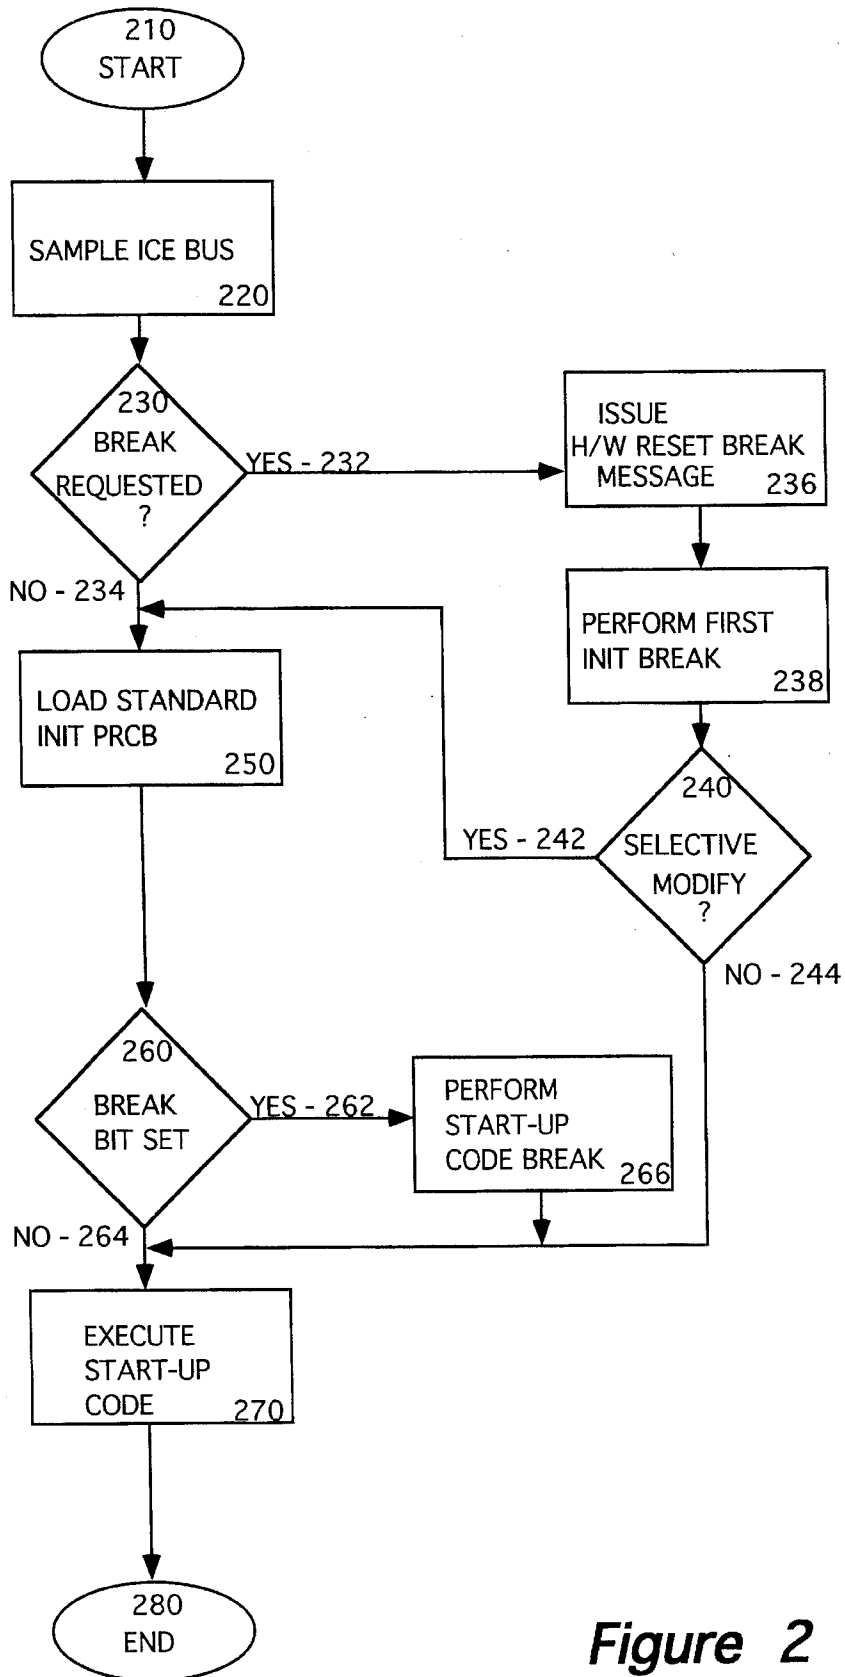 210
START
SAMPLE ICE BUS
220
230
BREAK
REQUESTED
?
YES - 232
ISSUE
H/W RESET BREAK
MESSAGE
236
NO - 234
PERFORM FIRST
INIT BREAK
238
LOAD STANDARD
INIT PRCB
250
240
SELECTIVE
MODIFY
?
YES - 242
NO - 244
260
BREAK
BIT SET
YES - 262
PERFORM
START-UP
CODE BREAK
266
NO - 264
EXECUTE
START-UP
CODE
270
280
END
Figure 2